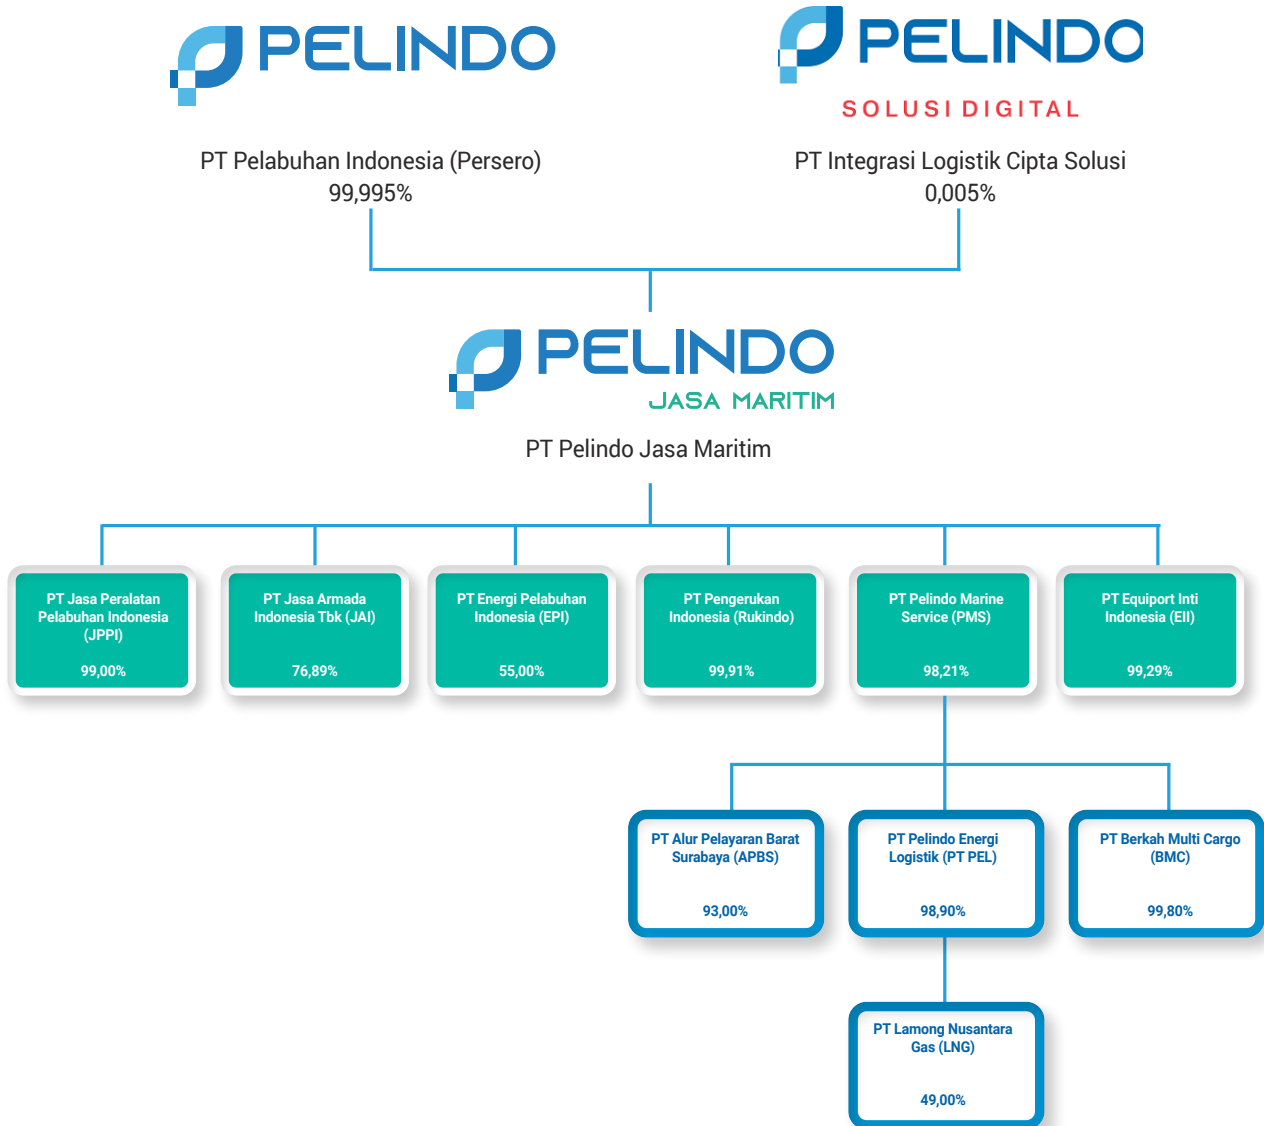 PELINDO
PELINDO
SOLUSI DIGITAL
PT Pelabuhan Indonesia (Persero)
99,995%
PT Integrasi Logistik Cipta Solusi
0,005%
PELINDO
JASA MARITIM
PT Pelindo Jasa Maritim
PT Jasa Peralatan
Pelabuhan Indonesia
(JPPI)
99,00%
PT Jasa Armada
Indonesia Tbk (JAI)
76,89%
PT Energi Pelabuhan
Indonesia (EPI)
55,00%
PT Pengerukan
Indonesia (Rukindo)
99,91%
PT Pelindo Marine
Service (PMS)
98,21%
PT Equiport Inti
Indonesia (EII)
99,29%
PT Alur Pelayaran Barat
Surabaya (APBS)
93,00%
PT Pelindo Energi
Logistik (PT PEL)
98,90%
PT Berkah Multi Cargo
(BMC)
99,80%
PT Lamong Nusantara
Gas (LNG)
49,00%